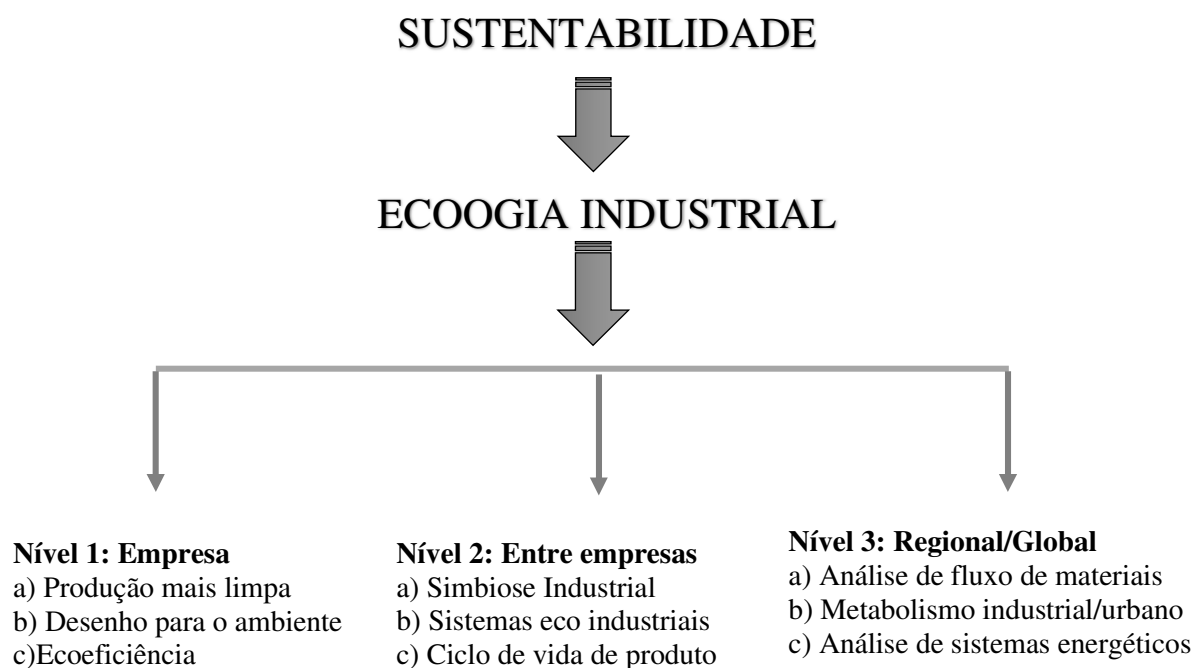 SUSTENTABILIDADE
ECOOGIA INDUSTRIAL
Nível 1: Empresa
a) Produção mais limpa
b) Desenho para o ambiente
c)Ecoeficiência
Nível 2: Entre empresas
a) Simbiose Industrial
b) Sistemas eco industriais
c) Ciclo de vida de produto
Nível 3: Regional/Global
a) Análise de fluxo de materiais
b) Metabolismo industrial/urbano
c) Análise de sistemas energéticos